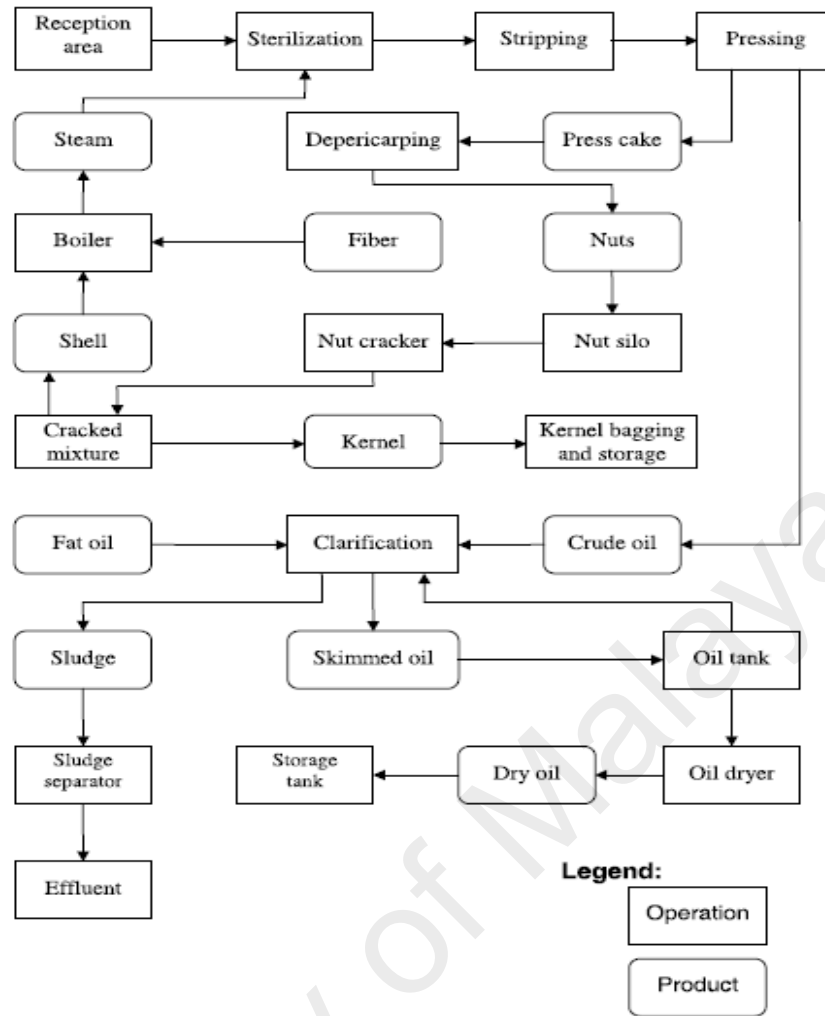 Reception
area
Sterilization
Stripping
Pressing
Steam
Depericarping
Press cake
Boiler
Fiber
Nuts
Shell
Nut cracker
Nut silo
Cracked
mixture
Kernel
Kernel bagging
and storage
Fat oil
Clarification
Crude oil
Sludge
Skimmed oil
Oil tank
Sludge
separator
Storage
tank
Dry oil
Oil dryer
Effluent
Legend:
Operation
Product
y of Malaya